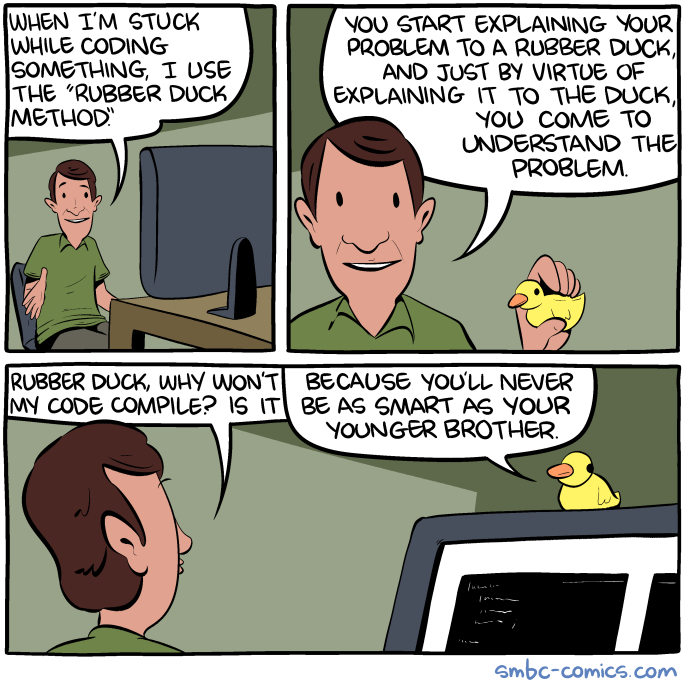 WHEN I'M STUCK
WHILE CODING
SOMETHING, I USE
THE "RUBBER DUCK
METHOD."
YOU START EXPLAINING YOUR
PROBLEM TO A RUBBER DUCK,
AND JUST BY VIRTUE OF
EXPLAINING IT TO THE DUCK,
YOU COME TO
UNDERSTAND THE
PROBLEM.
RUBBER DUCK, WHY WON'T
MY CODE COMPILE? IS IT
BECAUSE YOU'LL NEVER
BE AS SMART AS YOUR
YOUNGER BROTHER.
smbc-comics.com